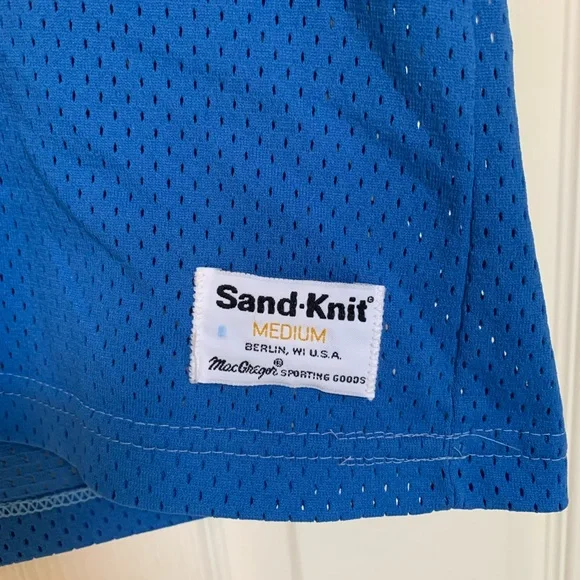 Sand·Knit®
MEDIUM
BERLIN, WI U.S.A.
MacGregor® SPORTING GOODS